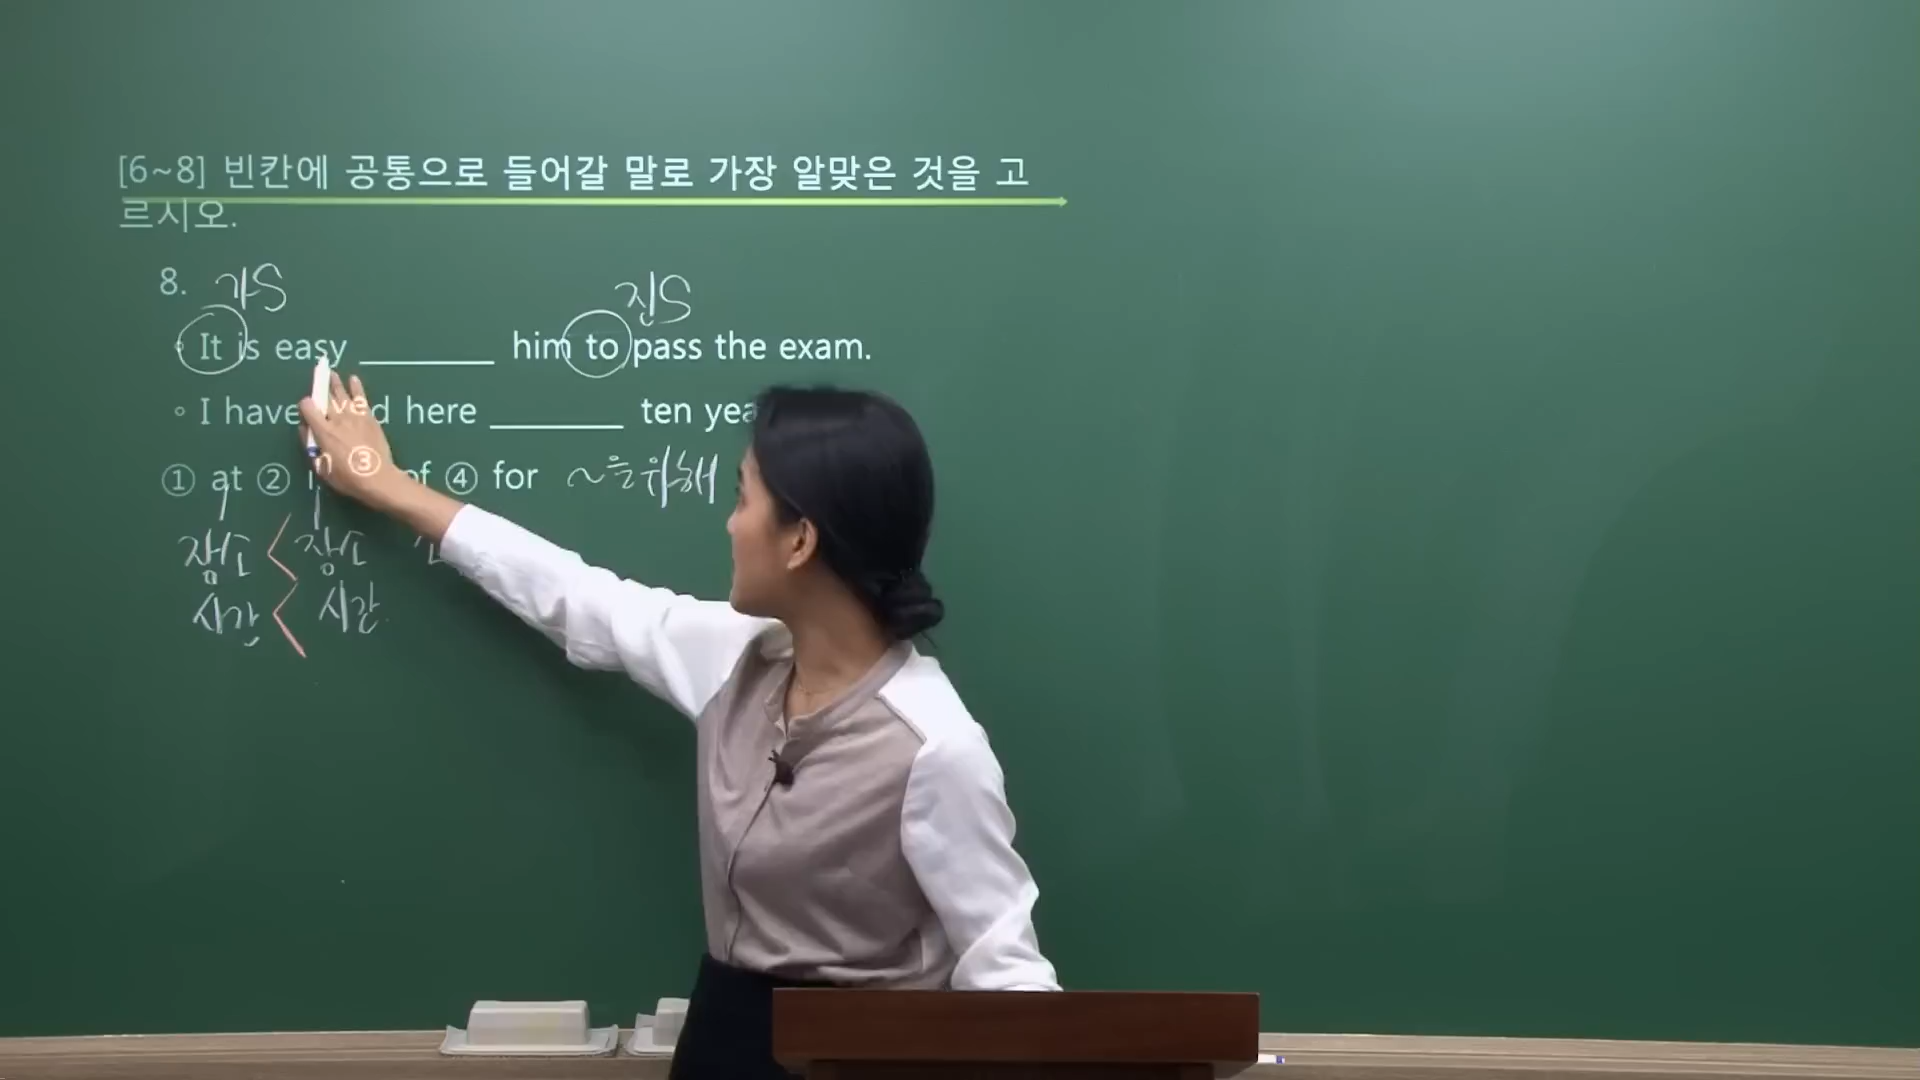 [6~8] 빈칸에 공통으로 들어갈 말로 가장 알맞은 것을 고
르시오.
8. 가S 진S
◦ It is easy ________ him to pass the exam.
◦ I have here ________ ten
① at ② ③ of ④ for ~을 위해
장소 장소
시간 시간